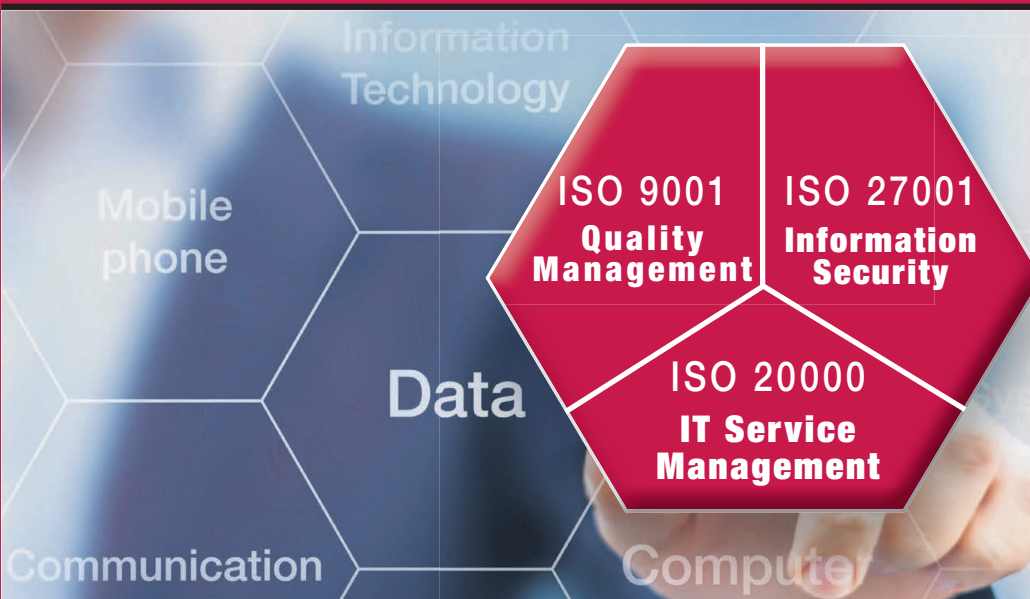 Information
Technology
Mobile
phone
Data
Communication
Computer
ISO 9001
Quality
Management
ISO 27001
Information
Security
ISO 20000
IT Service
Management